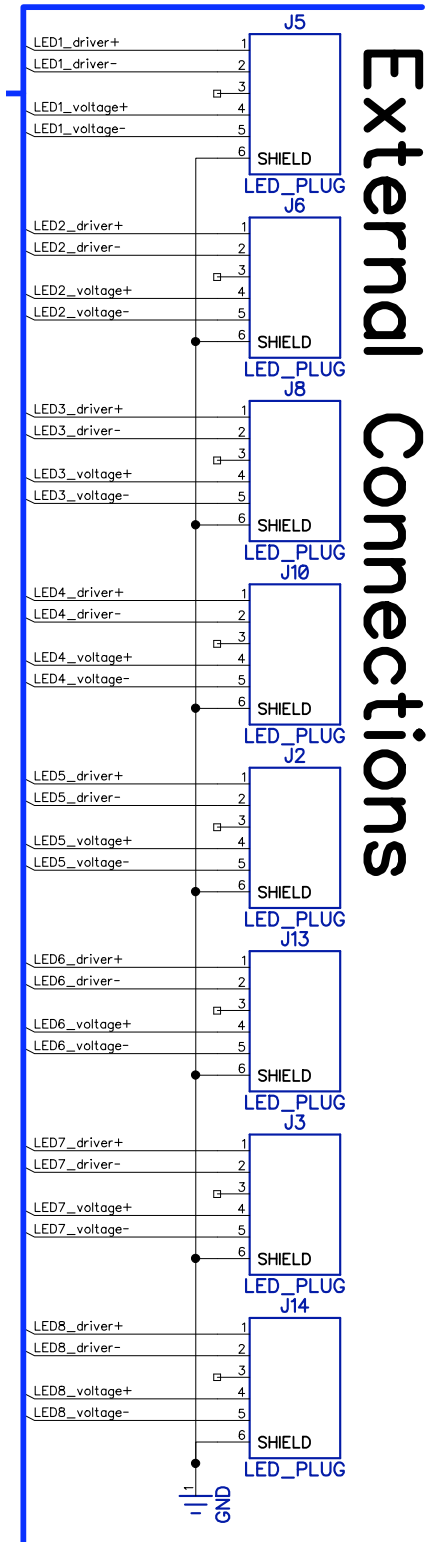 External Connections
J5
LED1_driver+ 1
LED1_driver- 2
3
LED1_voltage+ 4
LED1_voltage- 5
6 SHIELD
LED_PLUG
J6
LED2_driver+ 1
LED2_driver- 2
3
LED2_voltage+ 4
LED2_voltage- 5
6 SHIELD
LED_PLUG
J8
LED3_driver+ 1
LED3_driver- 2
3
LED3_voltage+ 4
LED3_voltage- 5
6 SHIELD
LED_PLUG
J10
LED4_driver+ 1
LED4_driver- 2
3
LED4_voltage+ 4
LED4_voltage- 5
6 SHIELD
LED_PLUG
J2
LED5_driver+ 1
LED5_driver- 2
3
LED5_voltage+ 4
LED5_voltage- 5
6 SHIELD
LED_PLUG
J13
LED6_driver+ 1
LED6_driver- 2
3
LED6_voltage+ 4
LED6_voltage- 5
6 SHIELD
LED_PLUG
J3
LED7_driver+ 1
LED7_driver- 2
3
LED7_voltage+ 4
LED7_voltage- 5
6 SHIELD
LED_PLUG
J14
LED8_driver+ 1
LED8_driver- 2
3
LED8_voltage+ 4
LED8_voltage- 5
6 SHIELD
LED_PLUG
1
GND